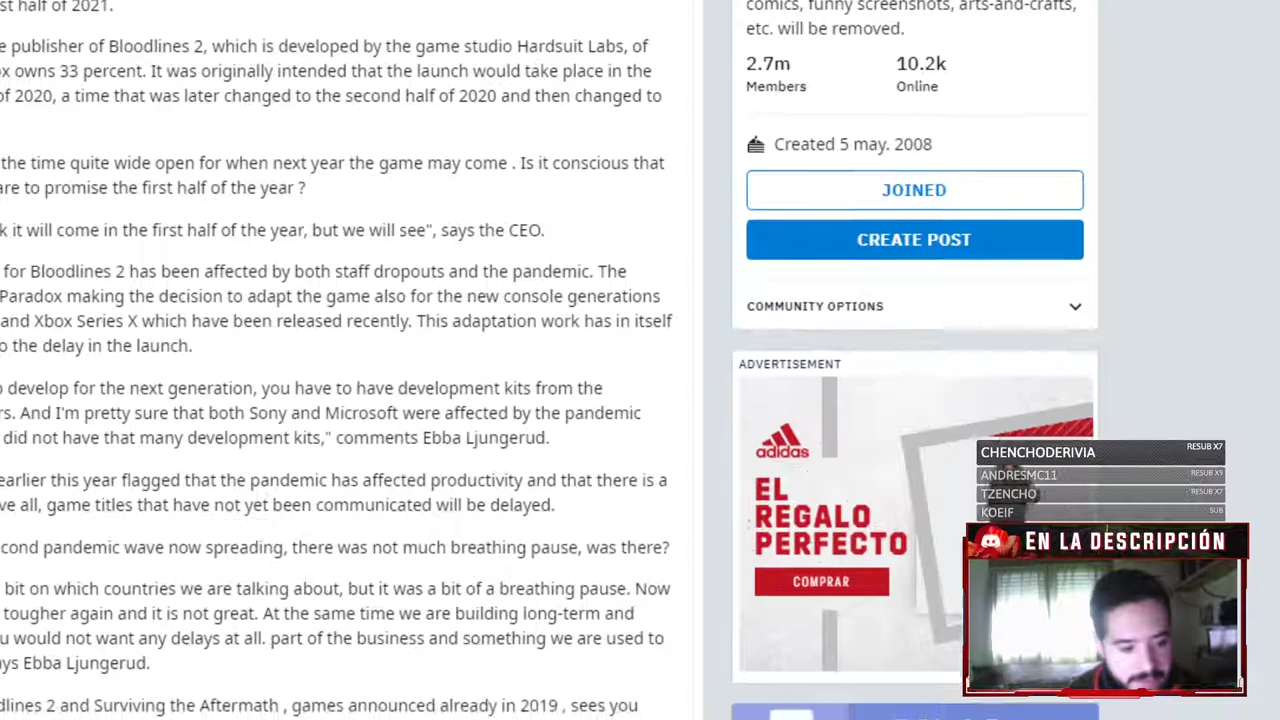 st half of 2021.
e publisher of Bloodlines 2, which is developed by the game studio Hardsuit Labs, of
x owns 33 percent. It was originally intended that the launch would take place in the
of 2020, a time that was later changed to the second half of 2020 and then changed to
the time quite wide open for when next year the game may come . Is it conscious that
are to promise the first half of the year ?
k it will come in the first half of the year, but we will see", says the CEO.
for Bloodlines 2 has been affected by both staff dropouts and the pandemic. The
Paradox making the decision to adapt the game also for the new console generations
and Xbox Series X which have been released recently. This adaptation work has in itself
o the delay in the launch.
o develop for the next generation, you have to have development kits from the
rs. And I'm pretty sure that both Sony and Microsoft were affected by the pandemic
did not have that many development kits," comments Ebba Ljungerud.
earlier this year flagged that the pandemic has affected productivity and that there is a
ve all, game titles that have not yet been communicated will be delayed.
cond pandemic wave now spreading, there was not much breathing pause, was there?
bit on which countries we are talking about, but it was a bit of a breathing pause. Now
tougher again and it is not great. At the same time we are building long-term and
u would not want any delays at all. part of the business and something we are used to
ays Ebba Ljungerud.
dlines 2 and Surviving the Aftermath , games announced already in 2019 , sees you
comics, funny screenshots, arts-and-crafts,
etc. will be removed.
2.7m 10.2k
Members Online
Created 5 may. 2008
JOINED
CREATE POST
COMMUNITY OPTIONS
ADVERTISEMENT
adidas
EL
REGALO
PERFECTO
COMPRAR
CHENCHODERIVIA RESUB X7
ANDRESMC11 RESUB X9
TZENCHO RESUB X7
KOEIF SUB
EN LA DESCRIPCIÓN